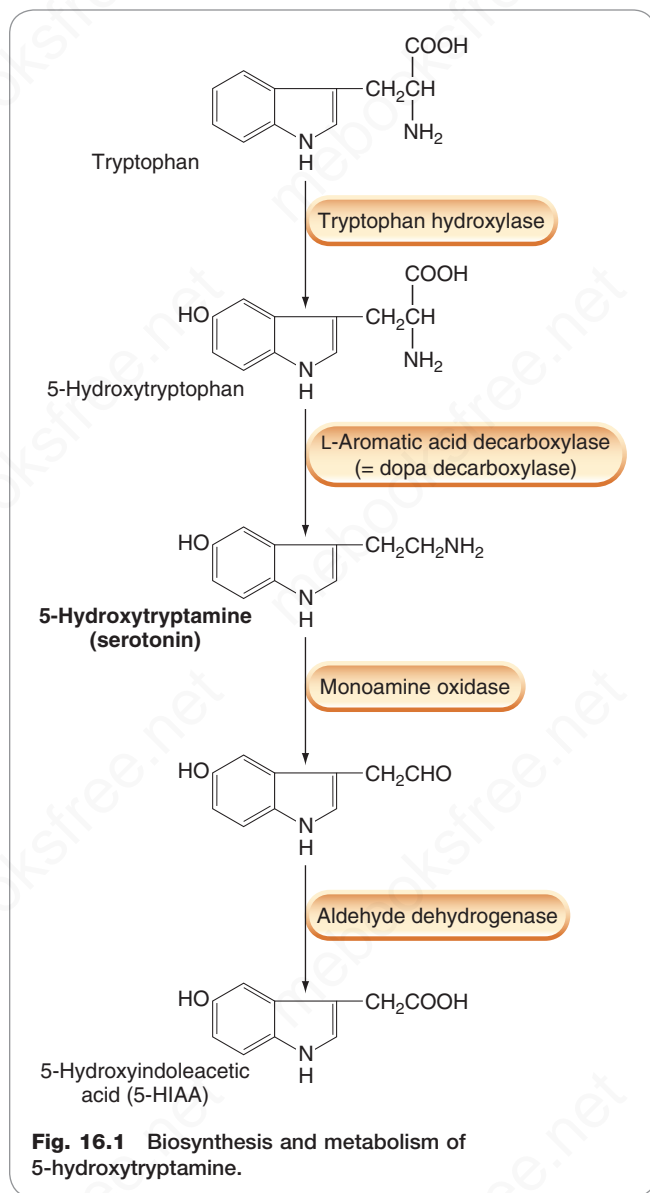 COOH
CH₂CH
NH₂
N
H
Tryptophan
Tryptophan hydroxylase
COOH
HO
CH₂CH
NH₂
N
H
5-Hydroxytryptophan
L-Aromatic acid decarboxylase
(= dopa decarboxylase)
HO
CH₂CH₂NH₂
N
H
5-Hydroxytryptamine
(serotonin)
Monoamine oxidase
HO
CH₂CHO
N
H
Aldehyde dehydrogenase
HO
CH₂COOH
N
H
5-Hydroxyindoleacetic
acid (5-HIAA)
Fig. 16.1 Biosynthesis and metabolism of
5-hydroxytryptamine.
mebooksfree.net